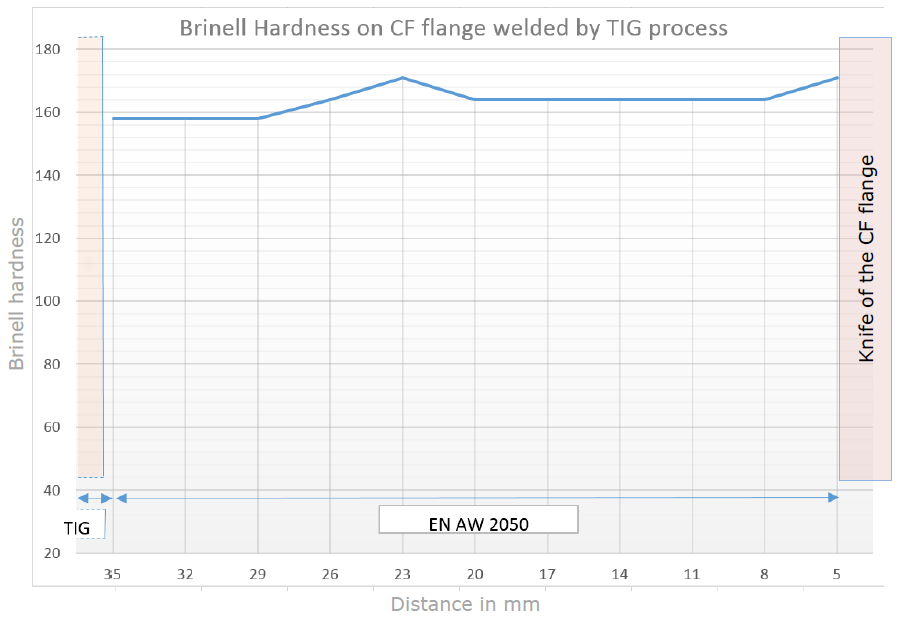 Brinell Hardness on CF flange welded by TIG process
180
160
140
120
100
80
60
40
20
Brinell hardness
Knife of the CF flange
TIG
EN AW 2050
35 32 29 26 23 20 17 14 11 8 5
Distance in mm